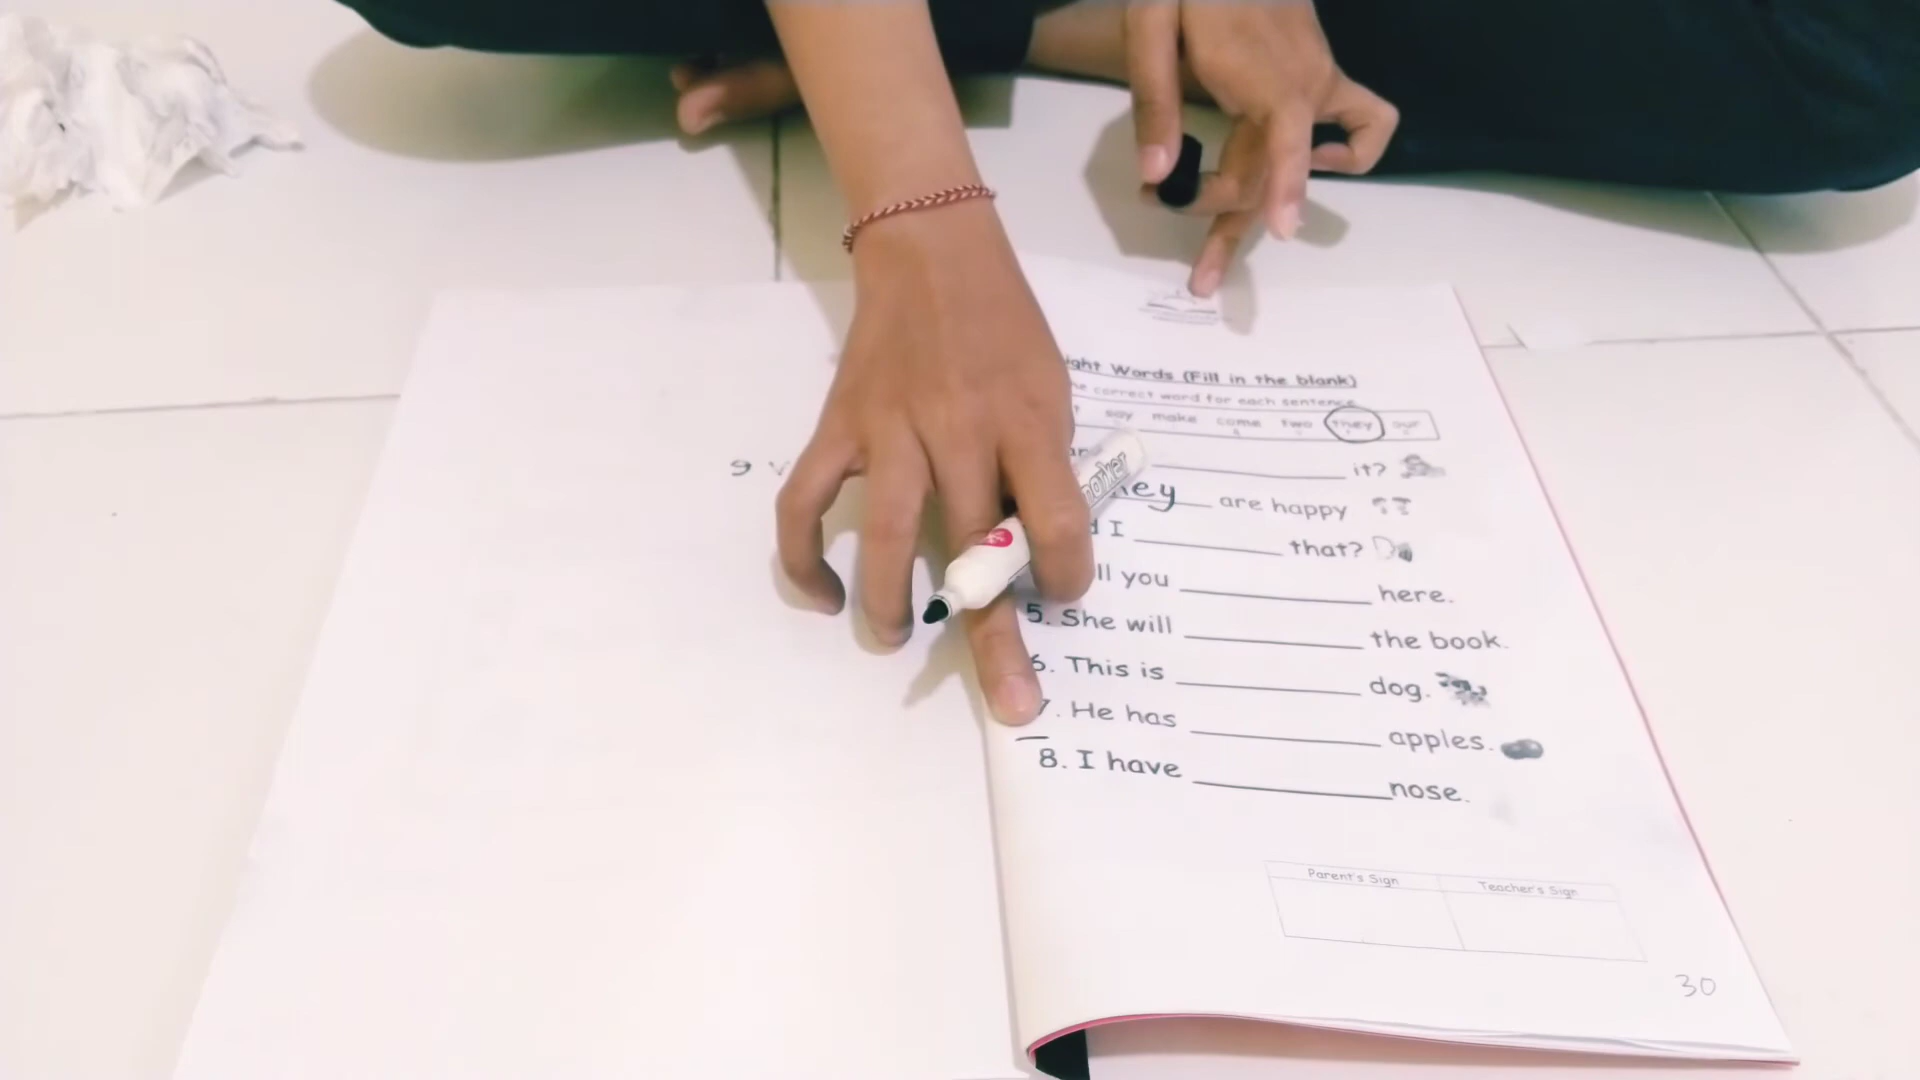 ight Words (Fill in the blank)
correct word for each sentence
say make come two they our
it?
ey are happy
I that?
ll you here.
5. She will the book.
6. This is dog.
7. He has apples.
8. I have nose.
Parent's Sign Teacher's Sign
30
9
marker